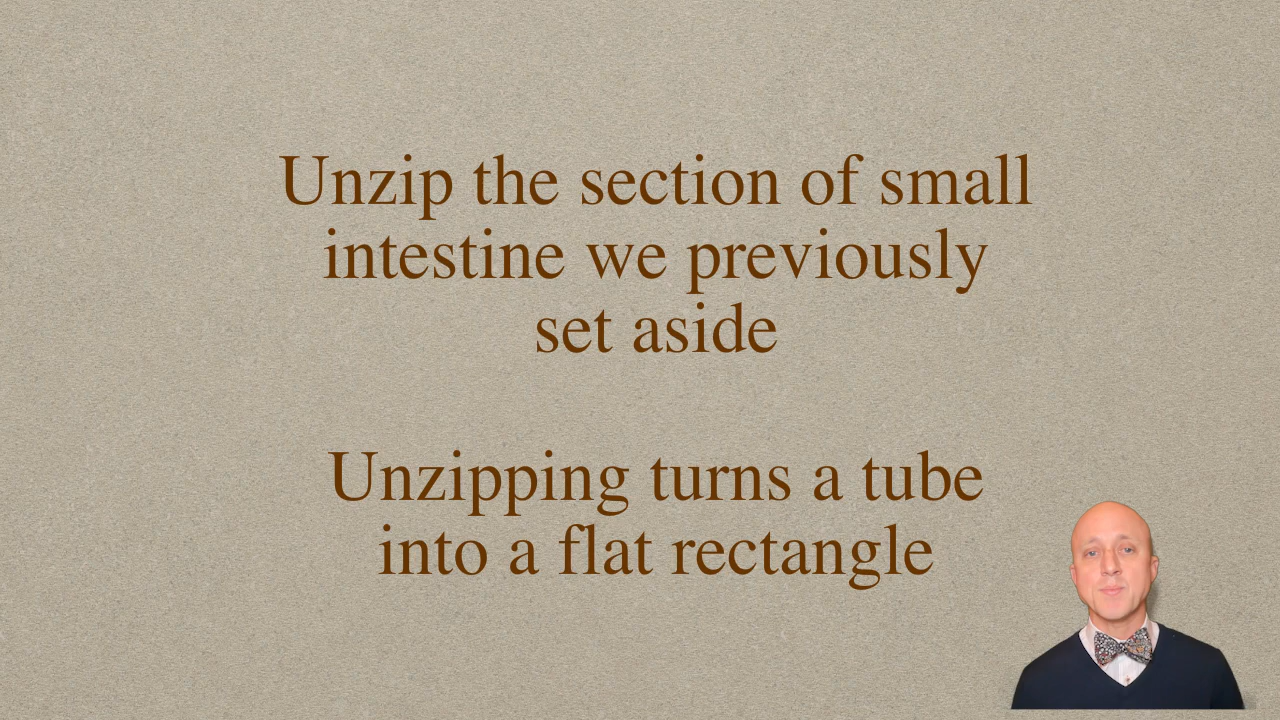 Unzip the section of small
intestine we previously
set aside
Unzipping turns a tube
into a flat rectangle